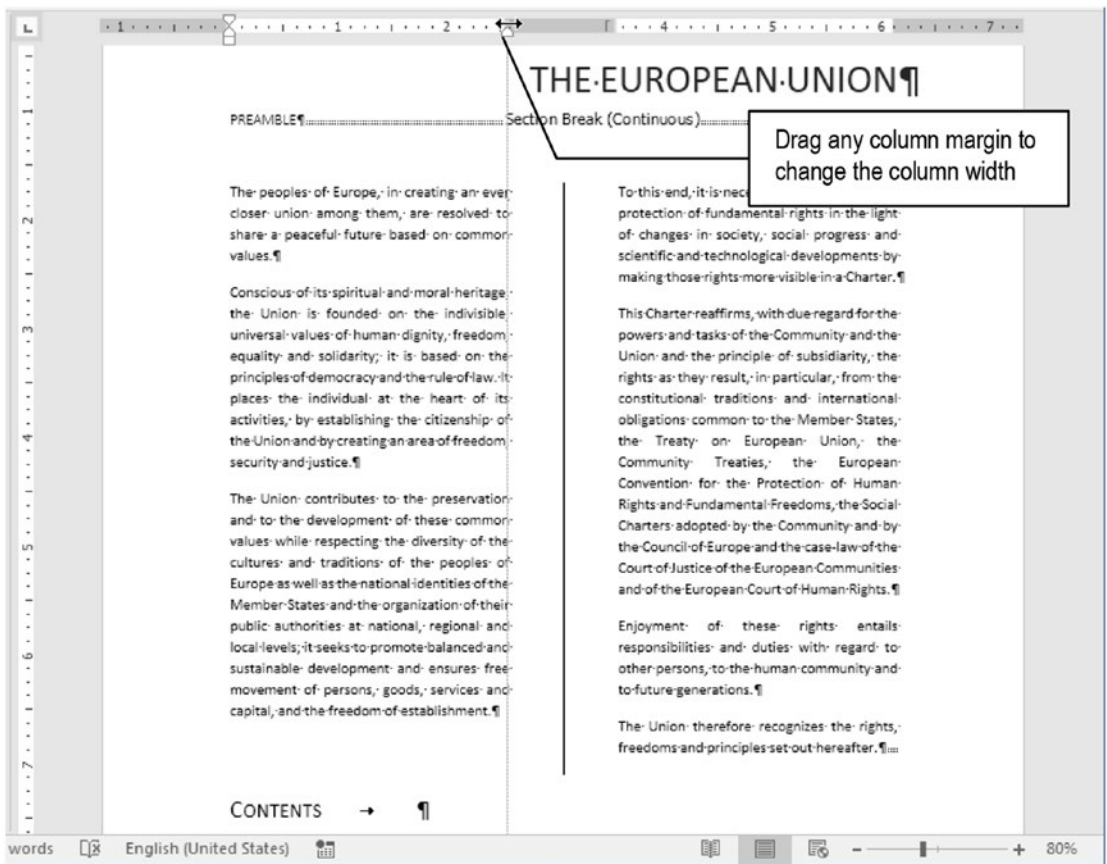 1 1 2 3 4 5 6 7
THE EUROPEAN UNION¶
PREAMBLE¶ Section Break (Continuous)
Drag any column margin to
change the column width
The peoples of Europe, in creating an ever
closer union among them, are resolved to
share a peaceful future based on common
values.¶
Conscious of its spiritual and moral heritage,
the Union is founded on the indivisible,
universal values of human dignity, freedom,
equality and solidarity; it is based on the
principles of democracy and the rule of law. It
places the individual at the heart of its
activities, by establishing the citizenship of
the Union and by creating an area of freedom,
security and justice.¶
The Union contributes to the preservation
and to the development of these common
values while respecting the diversity of the
cultures and traditions of the peoples of
Europe as well as the national identities of the
Member States and the organization of their
public authorities at national, regional and
local levels; it seeks to promote balanced and
sustainable development and ensures free
movement of persons, goods, services and
capital, and the freedom of establishment.¶
To this end, it is nece
protection of fundamental rights in the light
of changes in society, social progress and
scientific and technological developments by
making those rights more visible in a Charter.¶
This Charter reaffirms, with due regard for the
powers and tasks of the Community and the
Union and the principle of subsidiarity, the
rights as they result, in particular, from the
constitutional traditions and international
obligations common to the Member States,
the Treaty on European Union, the
Community Treaties, the European
Convention for the Protection of Human
Rights and Fundamental Freedoms, the Social
Charters adopted by the Community and by
the Council of Europe and the case-law of the
Court of Justice of the European Communities
and of the European Court of Human Rights.¶
Enjoyment of these rights entails
responsibilities and duties with regard to
other persons, to the human community and
to future generations.¶
The Union therefore recognizes the rights,
freedoms and principles set out hereafter.¶
CONTENTS → ¶
1
2
3
4
5
6
7
words English (United States) - + 80%